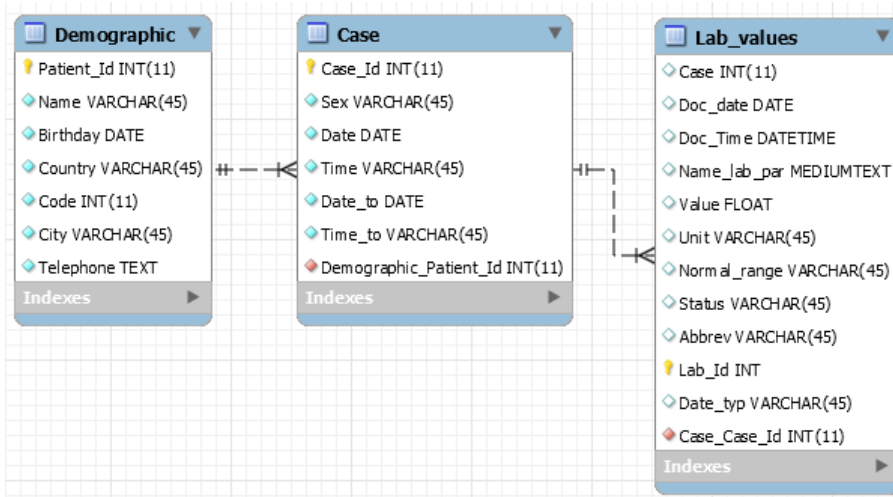 Demographic
Patient_Id INT(11)
Name VARCHAR(45)
Birthday DATE
Country VARCHAR(45)
Code INT(11)
City VARCHAR(45)
Telephone TEXT
Indexes
Case
Case_Id INT(11)
Sex VARCHAR(45)
Date DATE
Time VARCHAR(45)
Date_to DATE
Time_to VARCHAR(45)
Demographic_Patient_Id INT(11)
Indexes
Lab_values
Case INT(11)
Doc_date DATE
Doc_Time DATETIME
Name_lab_par MEDIUMTEXT
Value FLOAT
Unit VARCHAR(45)
Normal_range VARCHAR(45)
Status VARCHAR(45)
Abbrev VARCHAR(45)
Lab_Id INT
Date_typ VARCHAR(45)
Case_Case_Id INT(11)
Indexes